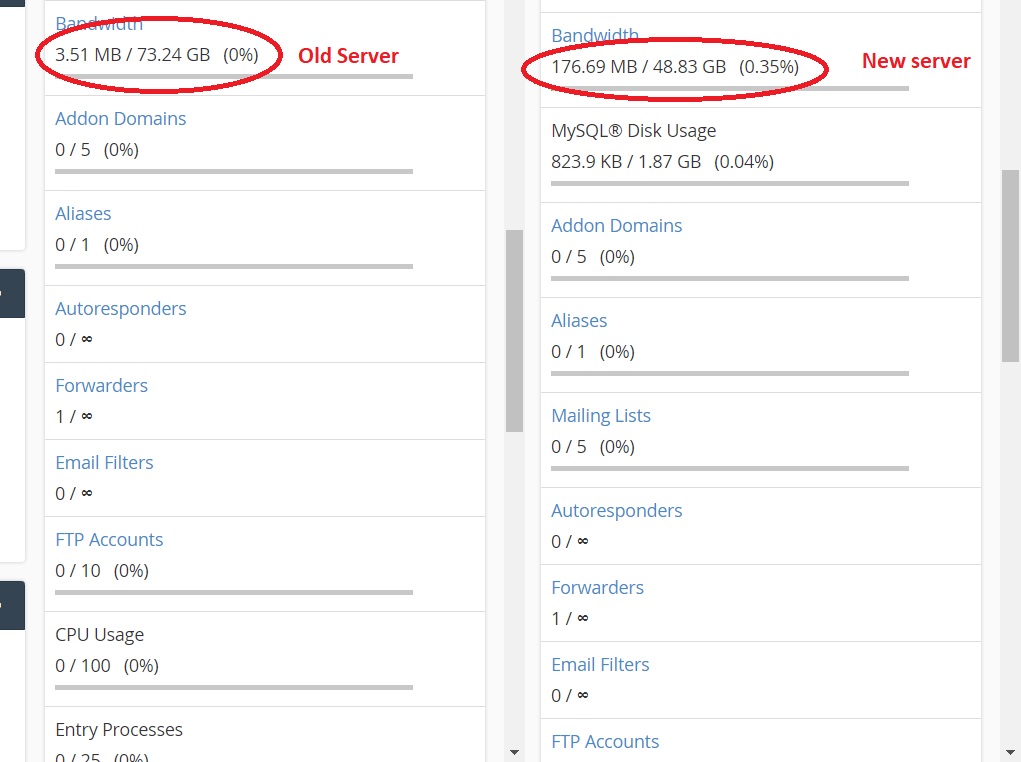 Bandwidth
3.51 MB / 73.24 GB (0%)
Old Server
Addon Domains
0 / 5 (0%)
Aliases
0 / 1 (0%)
Autoresponders
0 / ∞
Forwarders
1 / ∞
Email Filters
0 / ∞
FTP Accounts
0 / 10 (0%)
CPU Usage
0 / 100 (0%)
Entry Processes
0 / 25 (0%)
Bandwidth
176.69 MB / 48.83 GB (0.35%)
New server
MySQL® Disk Usage
823.9 KB / 1.87 GB (0.04%)
Addon Domains
0 / 5 (0%)
Aliases
0 / 1 (0%)
Mailing Lists
0 / 5 (0%)
Autoresponders
0 / ∞
Forwarders
1 / ∞
Email Filters
0 / ∞
FTP Accounts